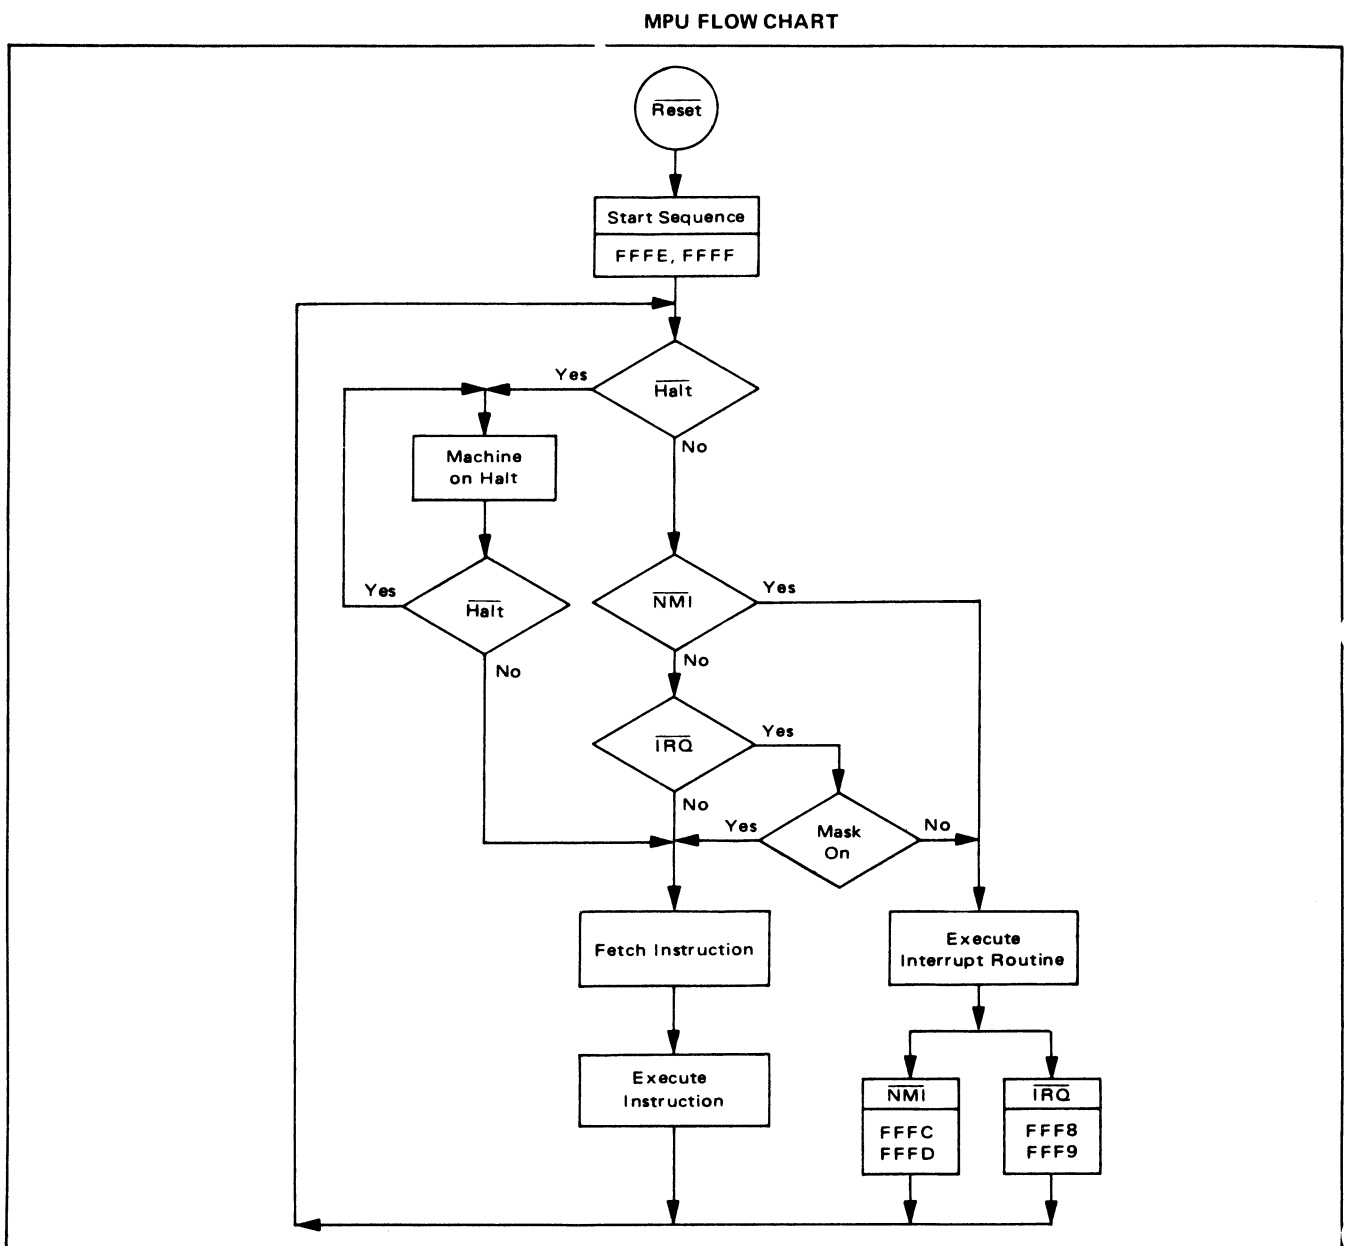 MPU FLOW CHART
Reset
Start Sequence
FFFE, FFFF
Yes
Halt
No
Machine
on Halt
Yes
Halt
No
NMI
Yes
No
IRQ
Yes
No
Yes
Mask
On
No
Fetch Instruction
Execute
Interrupt Routine
Execute
Instruction
NMI
FFFC
FFFD
IRQ
FFF8
FFF9